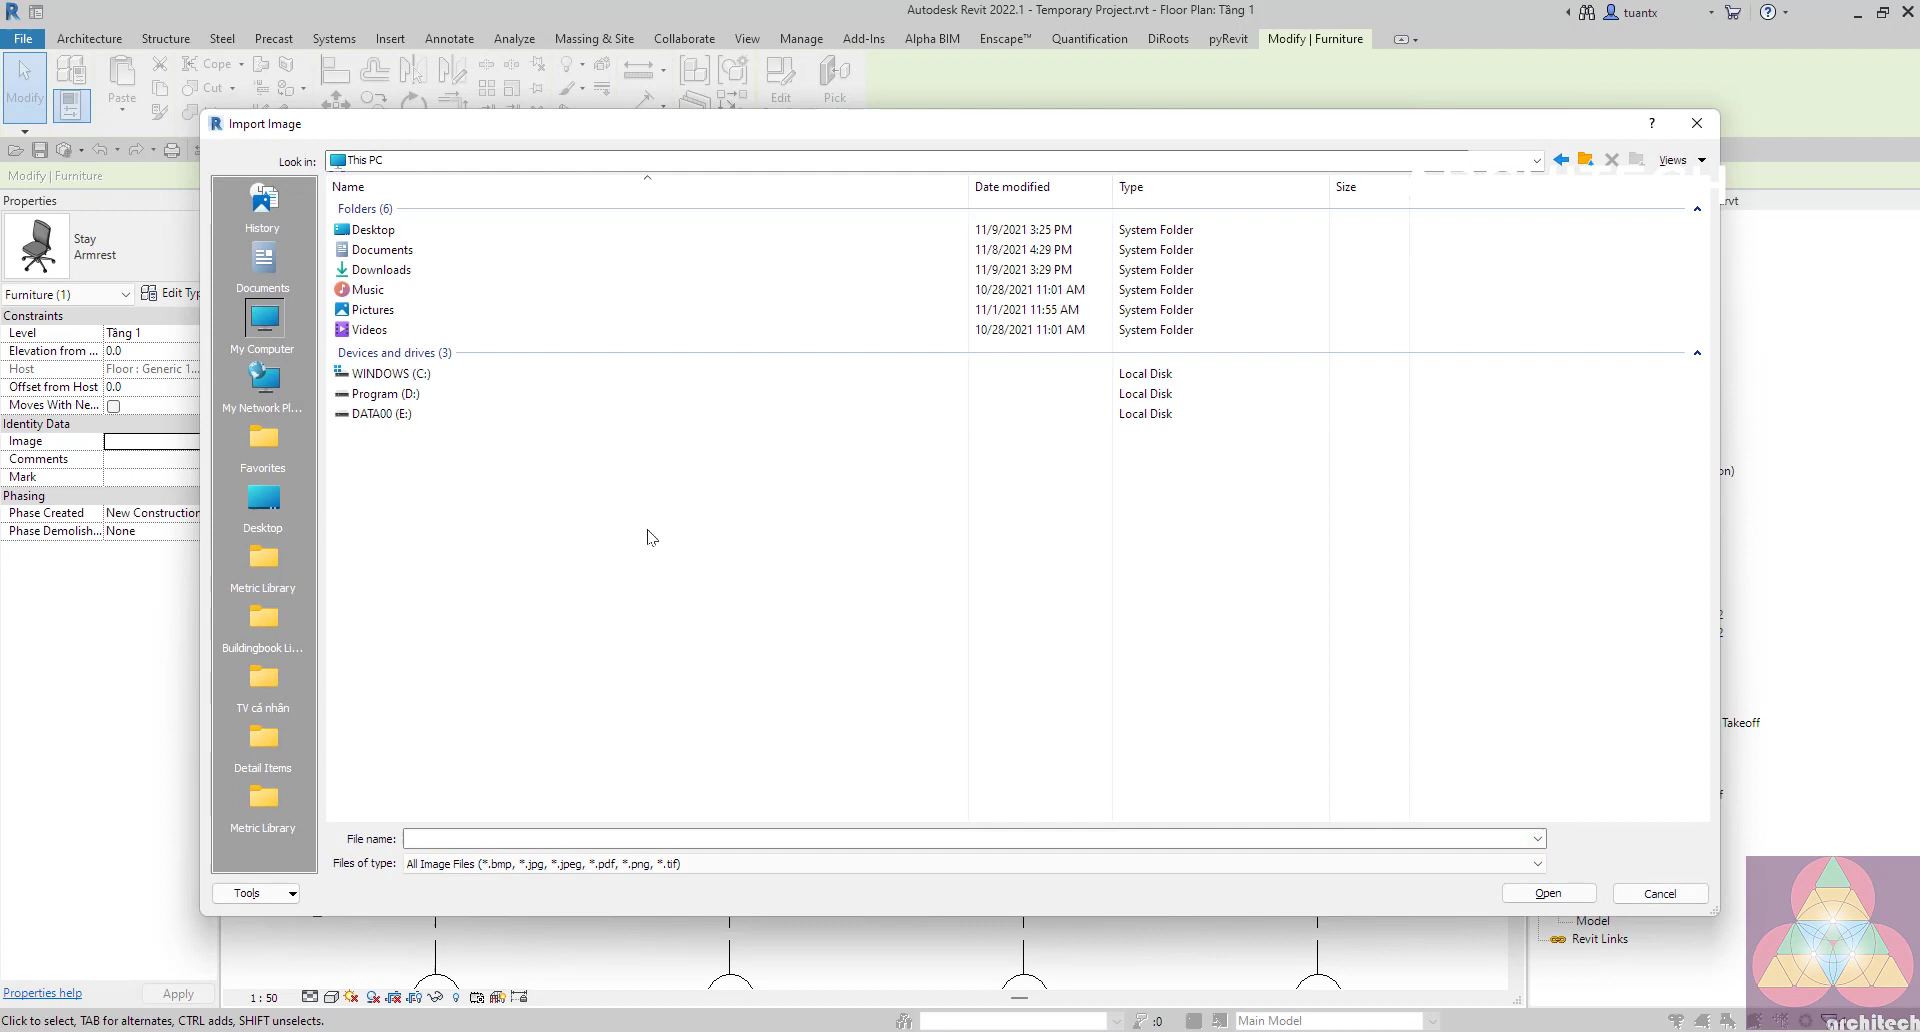 Autodesk Revit 2022.1 - Temporary Project.rvt - Floor Plan: Tầng 1
tuantx
File Architecture Structure Steel Precast Systems Insert Annotate Analyze Massing & Site Collaborate View Manage Add-Ins Alpha BIM Enscape™ Quantification DiRoots pyRevit Modify | Furniture
Cope
Cut
Modify Paste Edit Pick
Import Image
Look in: This PC Views
Modify | Furniture
Name Date modified Type Size
Properties
.rvt
Folders (6)
History
Desktop 11/9/2021 3:25 PM System Folder
Stay
Armrest
Documents 11/8/2021 4:29 PM System Folder
Downloads 11/9/2021 3:29 PM System Folder
Documents
Music 10/28/2021 11:01 AM System Folder
Furniture (1) Edit Typ
Pictures 11/1/2021 11:55 AM System Folder
Constraints
Videos 10/28/2021 11:01 AM System Folder
Level Tầng 1
My Computer
Elevation from ... 0.0
Devices and drives (3)
Host Floor : Generic 1...
WINDOWS (C:) Local Disk
Offset from Host 0.0
Program (D:) Local Disk
Moves With Ne...
My Network Pl...
DATA00 (E:) Local Disk
Identity Data
Image
Comments
Favorites
on)
Mark
Phasing
Phase Created New Construction
Phase Demolish... None
Desktop
Metric Library
Buildingbook Li...
TV cá nhân
Takeoff
Detail Items
Metric Library
File name:
Files of type: All Image Files (*.bmp, *.jpg, *.jpeg, *.pdf, *.png, *.tif)
Tools Open Cancel
Model
Revit Links
Properties help Apply
1 : 50
Click to select, TAB for alternates, CTRL adds, SHIFT unselects.
:0 Main Model
architech